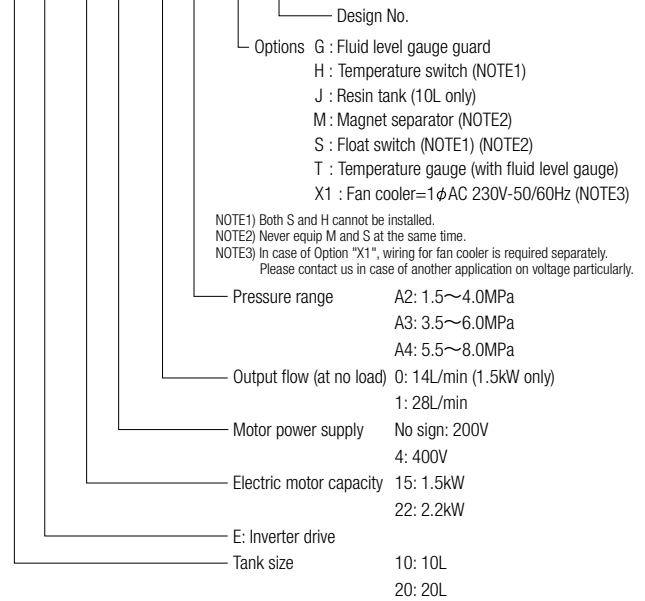 Design No.
Options G : Fluid level gauge guard
H : Temperature switch (NOTE1)
J : Resin tank (10L only)
M : Magnet separator (NOTE2)
S : Float switch (NOTE1) (NOTE2)
T : Temperature gauge (with fluid level gauge)
X1 : Fan cooler=1ϕAC 230V-50/60Hz (NOTE3)
NOTE1) Both S and H cannot be installed.
NOTE2) Never equip M and S at the same time.
NOTE3) In case of Option "X1", wiring for fan cooler is required separately.
Please contact us in case of another application on voltage particularly.
Pressure range A2: 1.5〜4.0MPa
A3: 3.5〜6.0MPa
A4: 5.5〜8.0MPa
Output flow (at no load) 0: 14L/min (1.5kW only)
1: 28L/min
Motor power supply No sign: 200V
4: 400V
Electric motor capacity 15: 1.5kW
22: 2.2kW
E: Inverter drive
Tank size 10: 10L
20: 20L